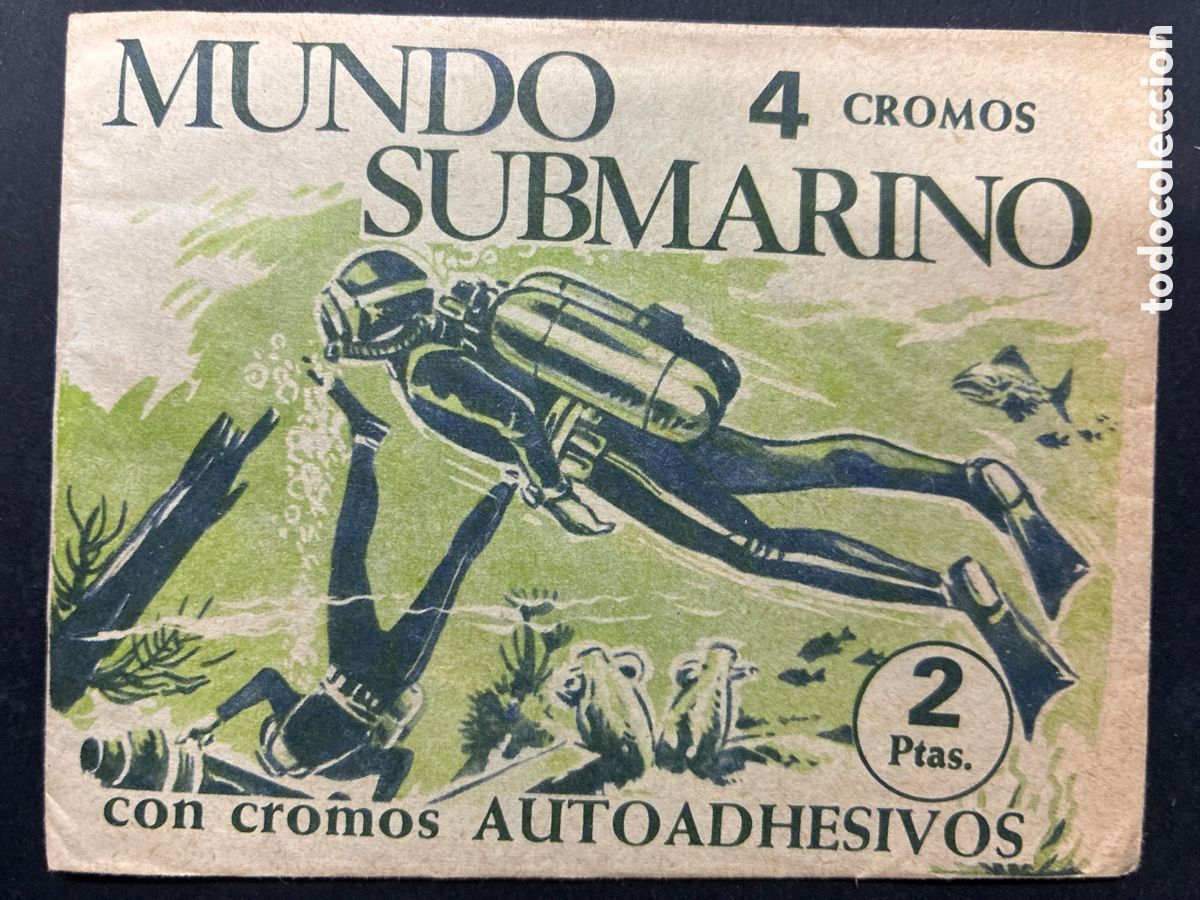 MUNDO
4 CROMOS
SUBMARINO
2
Ptas.
con cromos AUTOADHESIVOS
todocoleccion